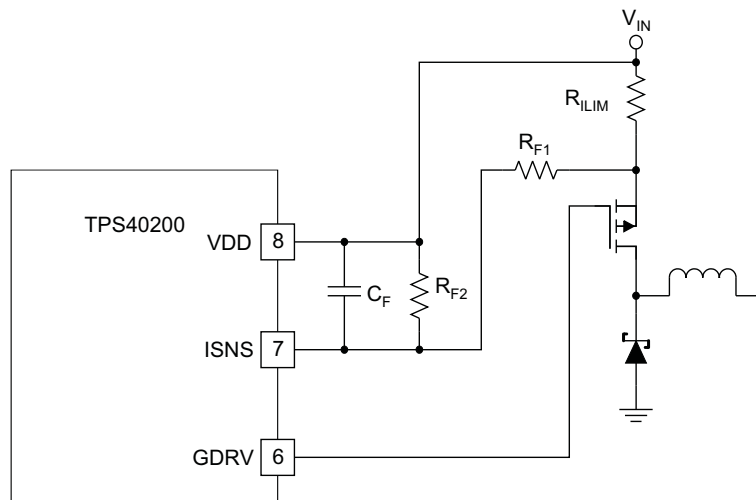 V_IN
R_ILIM
R_F1
TPS40200
VDD
8
C_F
R_F2
ISNS
7
GDRV
6